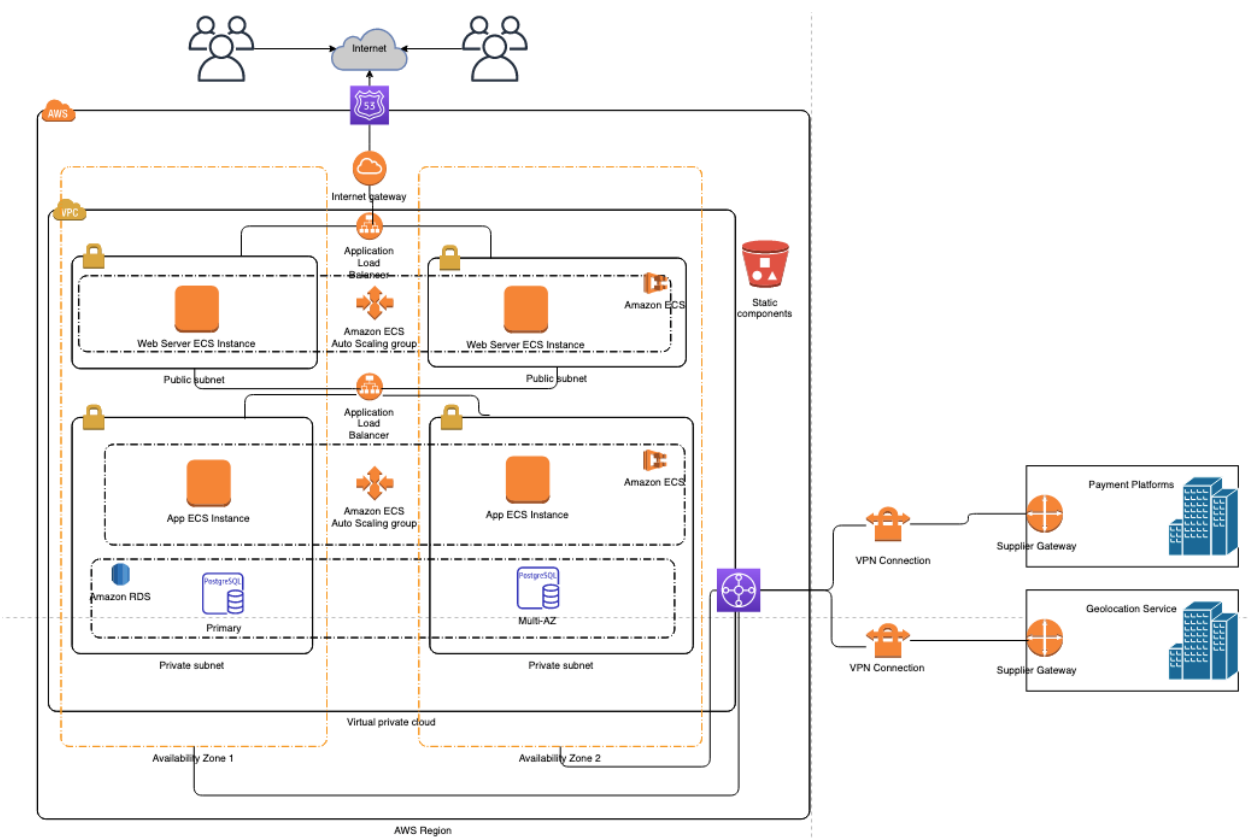 Internet
53
AWS
Internet gateway
VPC
Application
Load
Balancer
Amazon ECS
Static
components
Amazon ECS
Auto Scaling group
Web Server ECS Instance
Web Server ECS Instance
Public subnet
Public subnet
Application
Load
Balancer
Amazon ECS
Payment Platforms
App ECS Instance
Amazon ECS
Auto Scaling group
App ECS Instance
Supplier Gateway
VPN Connection
PostgreSQL
PostgreSQL
Amazon RDS
Primary
Multi-AZ
Geolocation Service
Private subnet
Private subnet
VPN Connection
Supplier Gateway
Virtual private cloud
Availability Zone 1
Availability Zone 2
AWS Region